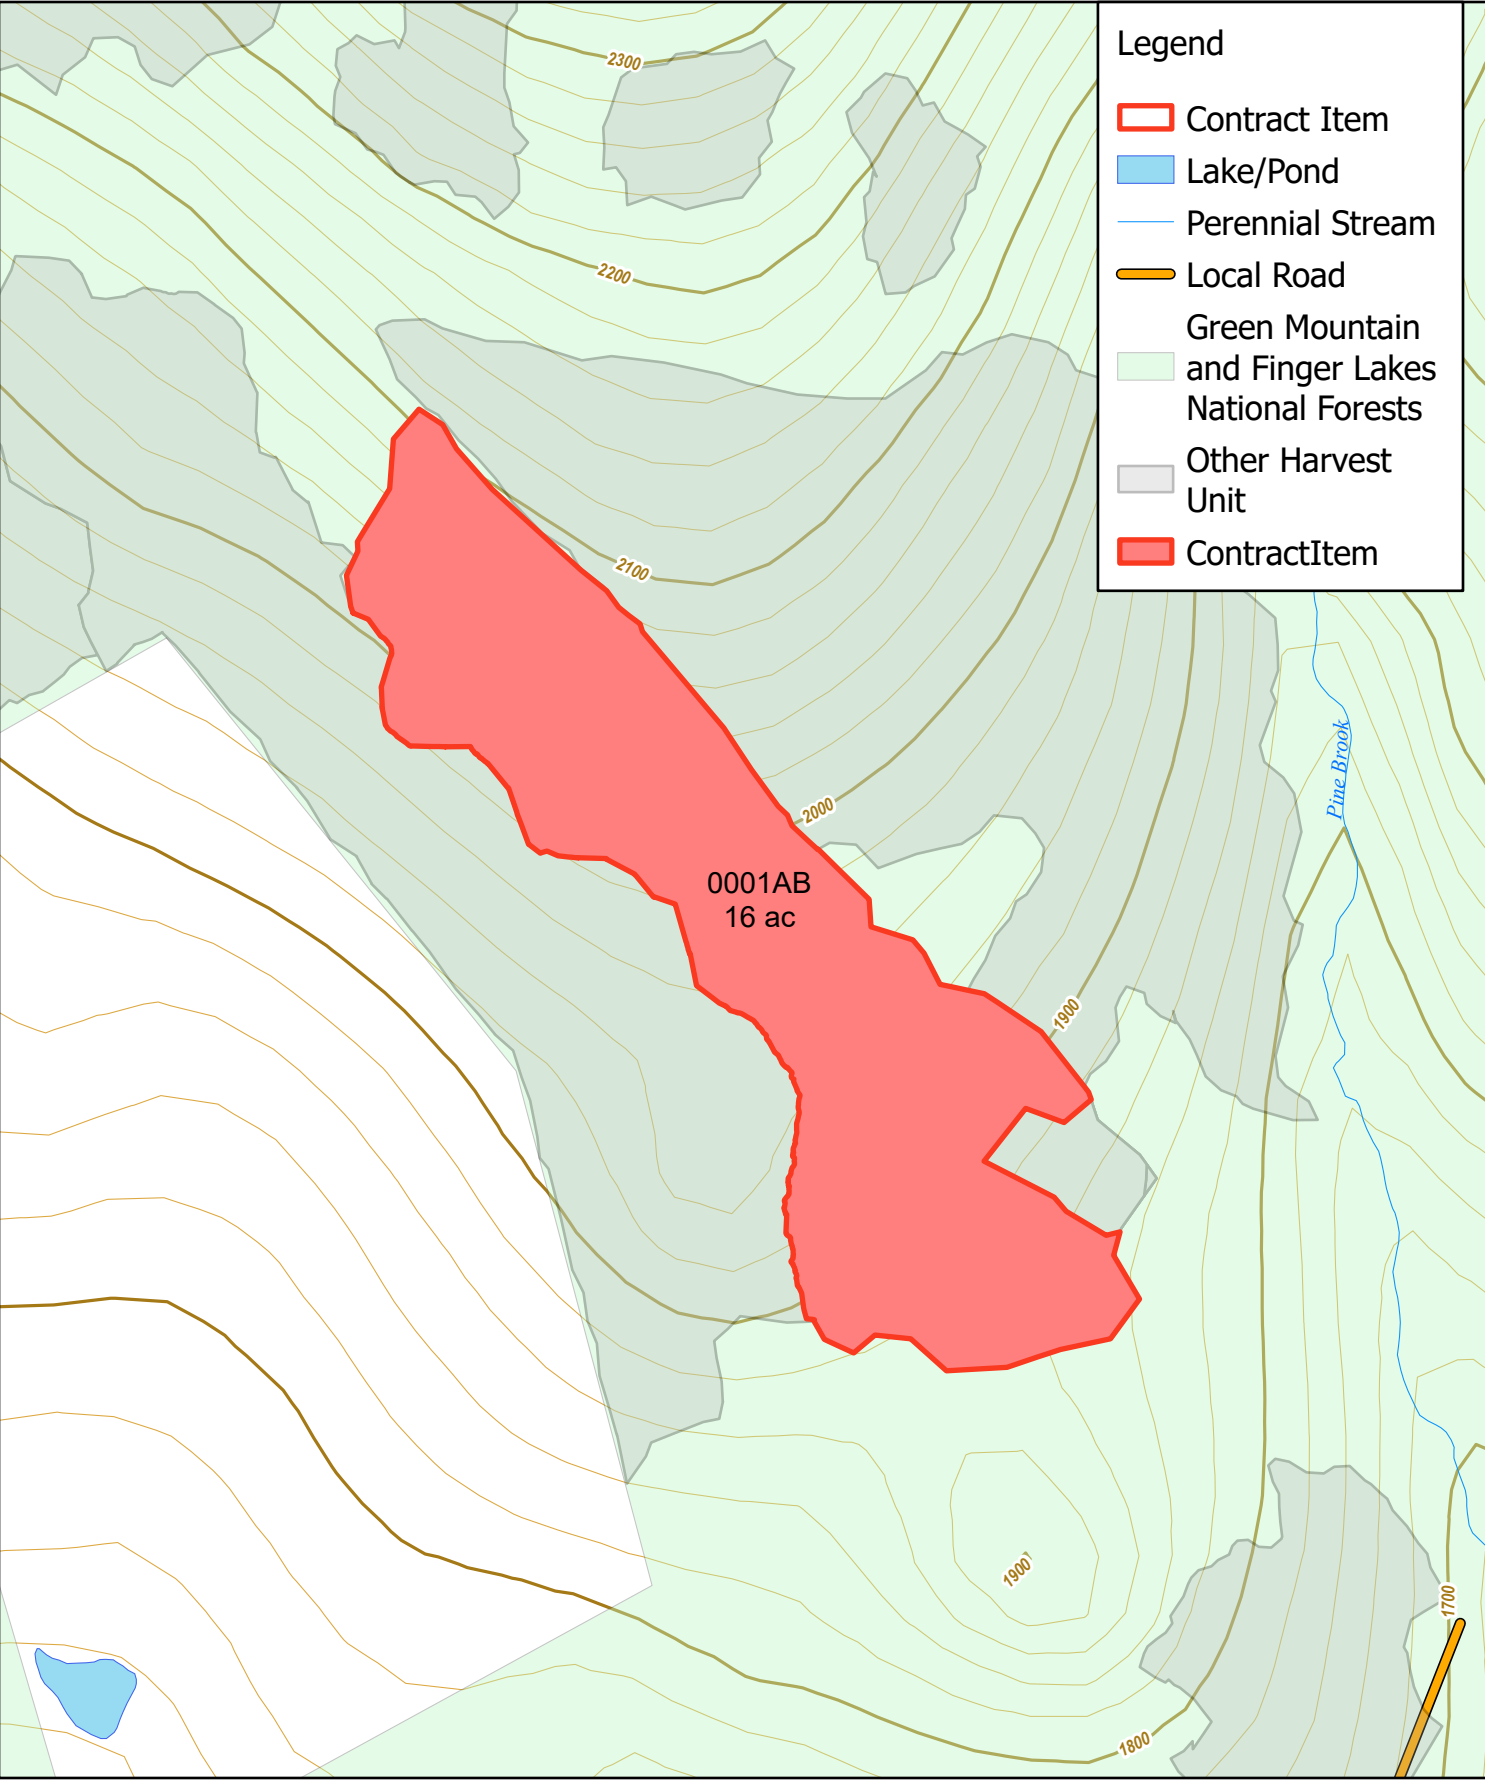 Legend
Contract Item
Lake/Pond
Perennial Stream
Local Road
Green Mountain
and Finger Lakes
National Forests
Other Harvest
Unit
ContractItem
2300
2200
2100
2000
Pine Brook
0001AB
16 ac
1900
1900
1700
1800